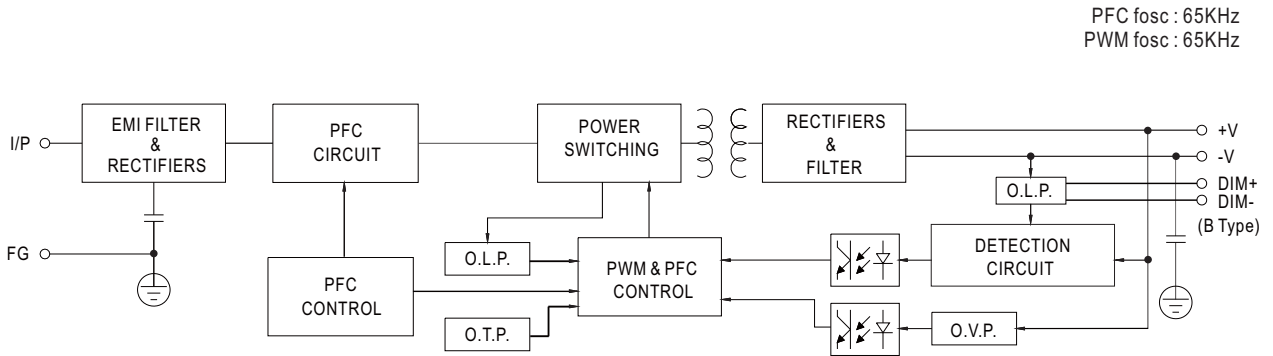 PFC fosc : 65KHz
PWM fosc : 65KHz
I/P
EMI FILTER
&
RECTIFIERS
PFC
CIRCUIT
POWER
SWITCHING
RECTIFIERS
&
FILTER
+V
-V
O.L.P.
DIM+
DIM-
(B Type)
FG
PFC
CONTROL
O.L.P.
O.T.P.
PWM & PFC
CONTROL
DETECTION
CIRCUIT
O.V.P.